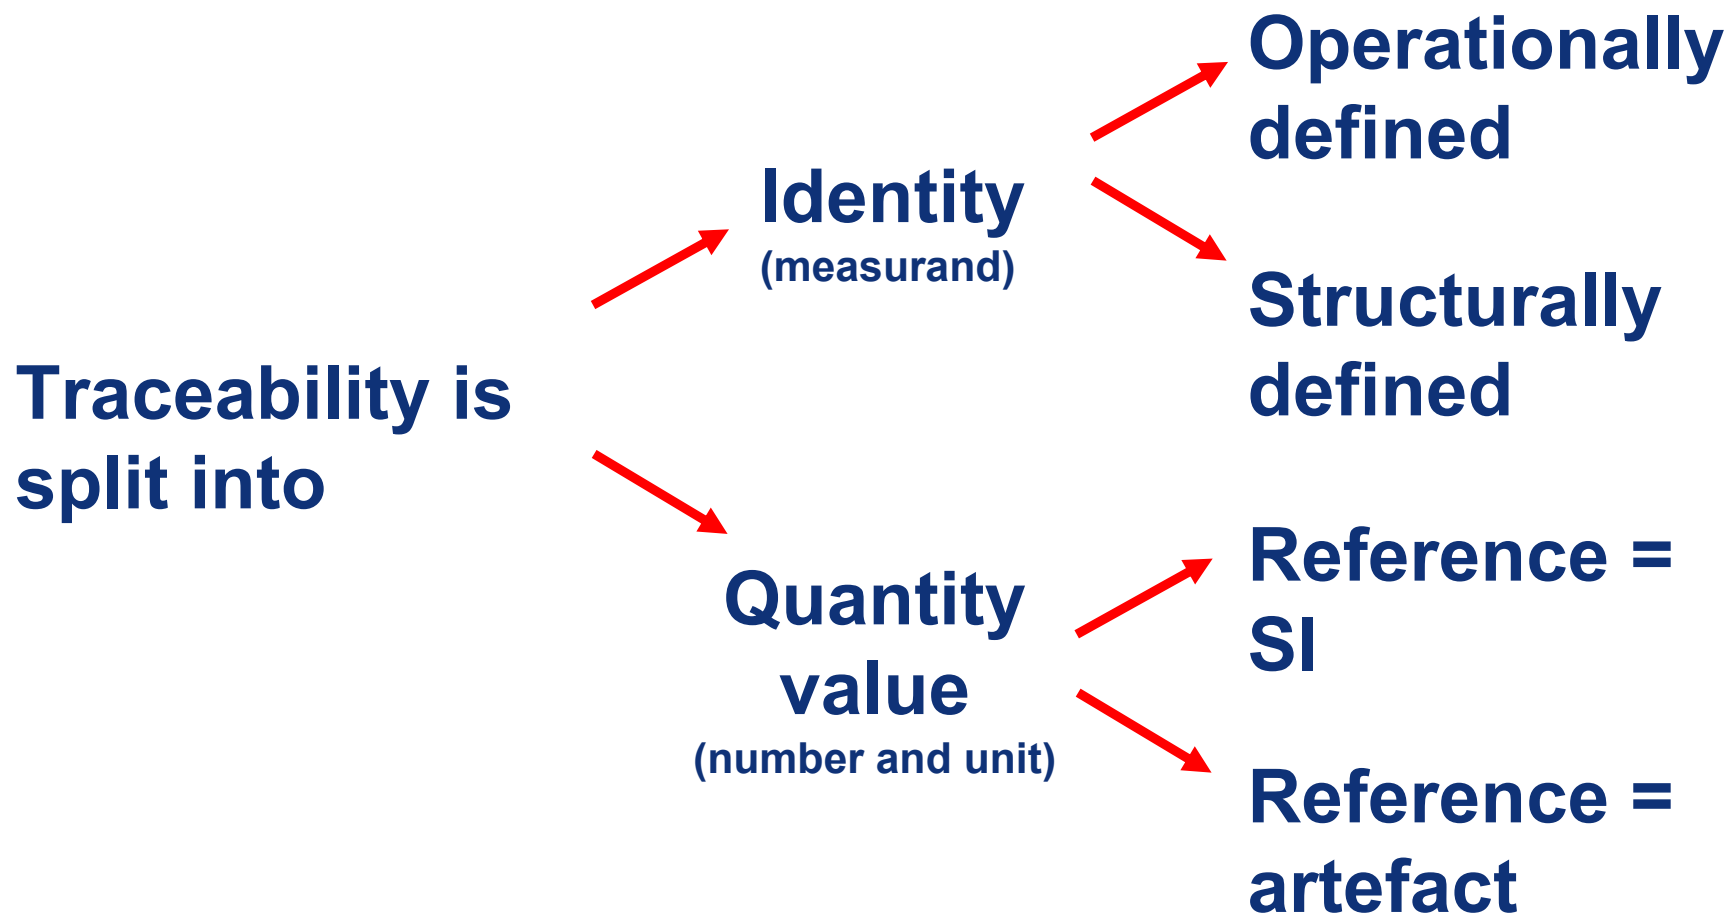 Traceability is
split into
Identity
(measurand)
Quantity
value
(number and unit)
Operationally
defined
Structurally
defined
Reference =
SI
Reference =
artefact